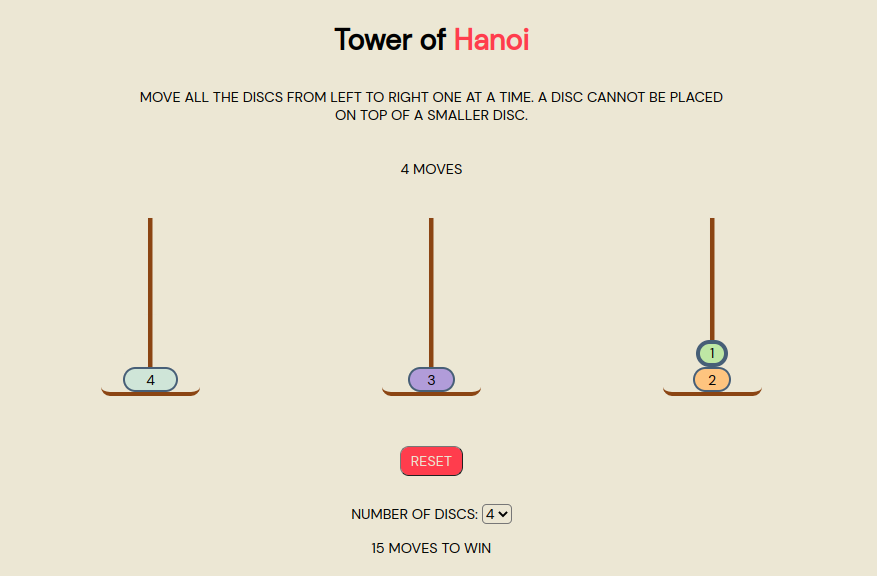 Tower of Hanoi
MOVE ALL THE DISCS FROM LEFT TO RIGHT ONE AT A TIME. A DISC CANNOT BE PLACED
ON TOP OF A SMALLER DISC.
4 MOVES
1
4
3
2
RESET
NUMBER OF DISCS: 4
15 MOVES TO WIN